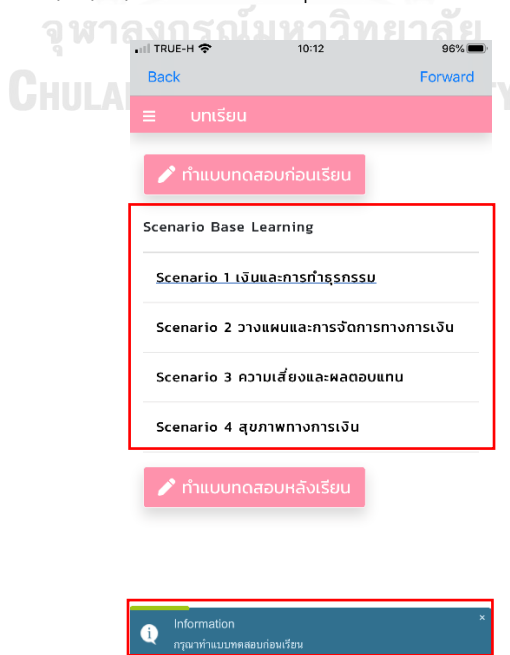 จุฬาลงกรณ์มหาวิทยาลัย
TRUE-H 10:12 96%
CHULA
Back Forward
บทเรียน
ทำแบบทดสอบก่อนเรียน
Scenario Base Learning
Scenario 1 เงินและการทำธุรกรรม
Scenario 2 วางแผนและการจัดการทางการเงิน
Scenario 3 ความเสี่ยงและผลตอบแทน
Scenario 4 สุขภาพทางการเงิน
ทำแบบทดสอบหลังเรียน
Information ×
กรุณาทำแบบทดสอบก่อนเรียน